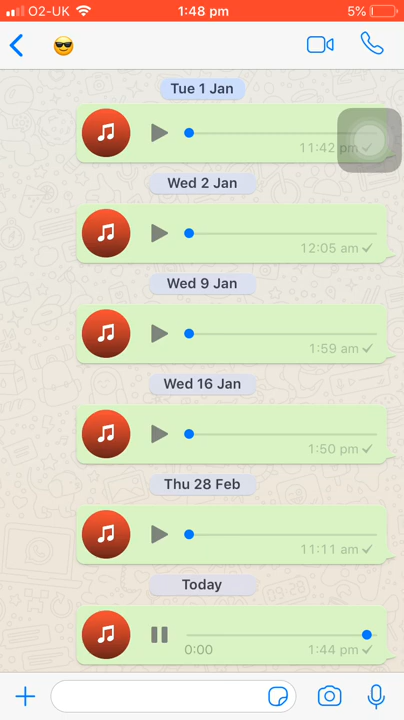 O2-UK 1:48 pm 5%
😎
Tue 1 Jan
11:42 pm
Wed 2 Jan
12:05 am
Wed 9 Jan
1:59 am
Wed 16 Jan
1:50 pm
Thu 28 Feb
11:11 am
Today
0:00 1:44 pm